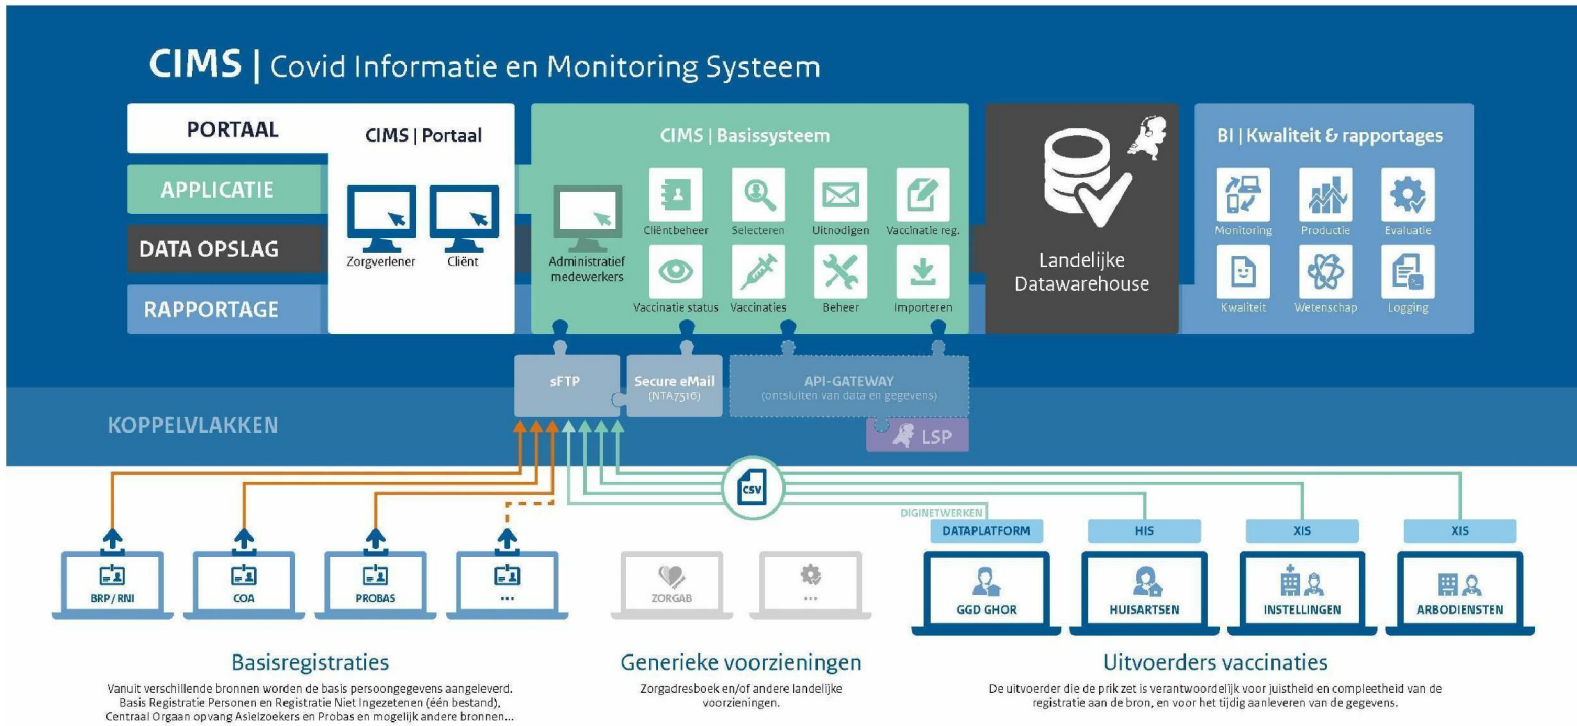 CIMS | Covid Informatie en Monitoring Systeem
PORTAAL
APPLICATIE
DATA OPSLAG
RAPPORTAGE
CIMS | Portaal
Zorgverlener
Cliënt
CIMS | Basissysteem
Administratief
medewerkers
Cliëntbeheer
Selecteren
Uitnodigen
Vaccinatie reg.
Vaccinatie status
Vaccinaties
Beheer
Importeren
Landelijke
Datawarehouse
BI | Kwaliteit & rapportages
Monitoring
Productie
Evaluatie
Kwaliteit
Wetenschap
Logging
sFTP
Secure eMail
(NTA7516)
API-GATEWAY
(ontsluiten van data en gegevens)
LSP
KOPPELVLAKKEN
CSV
DIGINETWERKEN
DATAPLATFORM
HIS
XIS
XIS
BRP / RNI
COA
PROBAS
...
ZORGAB
...
GGD GHOR
HUISARTSEN
INSTELLINGEN
ARBODIENSTEN
Basisregistraties
Vanuit verschillende bronnen worden de basis persoongegevens aangeleverd.
Basis Registratie Personen en Registratie Niet Ingezetenen (één bestand),
Centraal Orgaan opvang Asielzoekers en Probas en mogelijk andere bronnen...
Generieke voorzieningen
Zorgadresboek en/of andere landelijke
voorzieningen.
Uitvoerders vaccinaties
De uitvoerder die de prik zet is verantwoordelijk voor juistheid en compleetheid van de
registratie aan de bron, en voor het tijdig aanleveren van de gegevens.